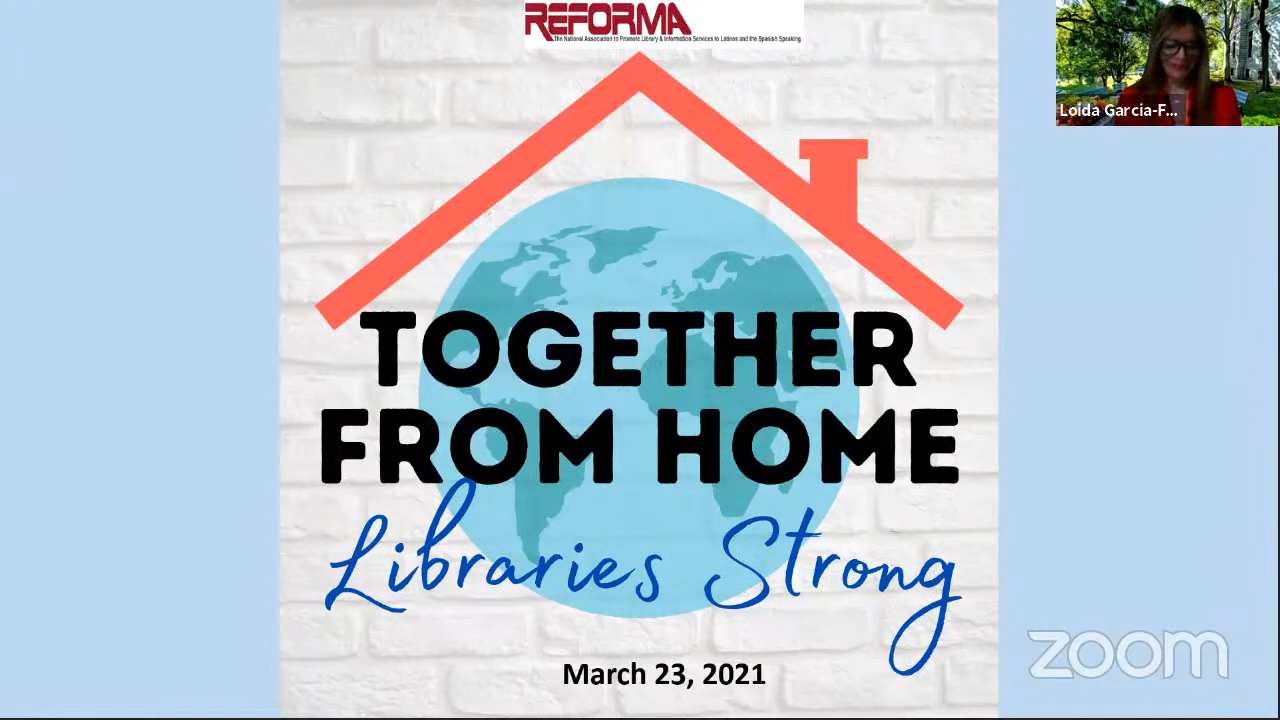 REFORMA
The National Association to Promote Library & Information Services to Latinos and the Spanish Speaking
Loida Garcia-F...
TOGETHER
FROM HOME
Libraries Strong
March 23, 2021
zoom